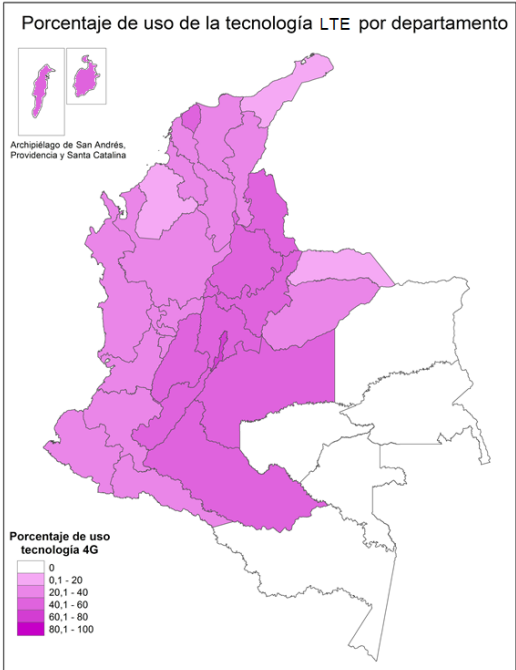 Porcentaje de uso de la tecnología LTE por departamento
Archipiélago de San Andrés,
Providencia y Santa Catalina
Porcentaje de uso
tecnología 4G
0
0,1 - 20
20,1 - 40
40,1 - 60
60,1 - 80
80,1 - 100